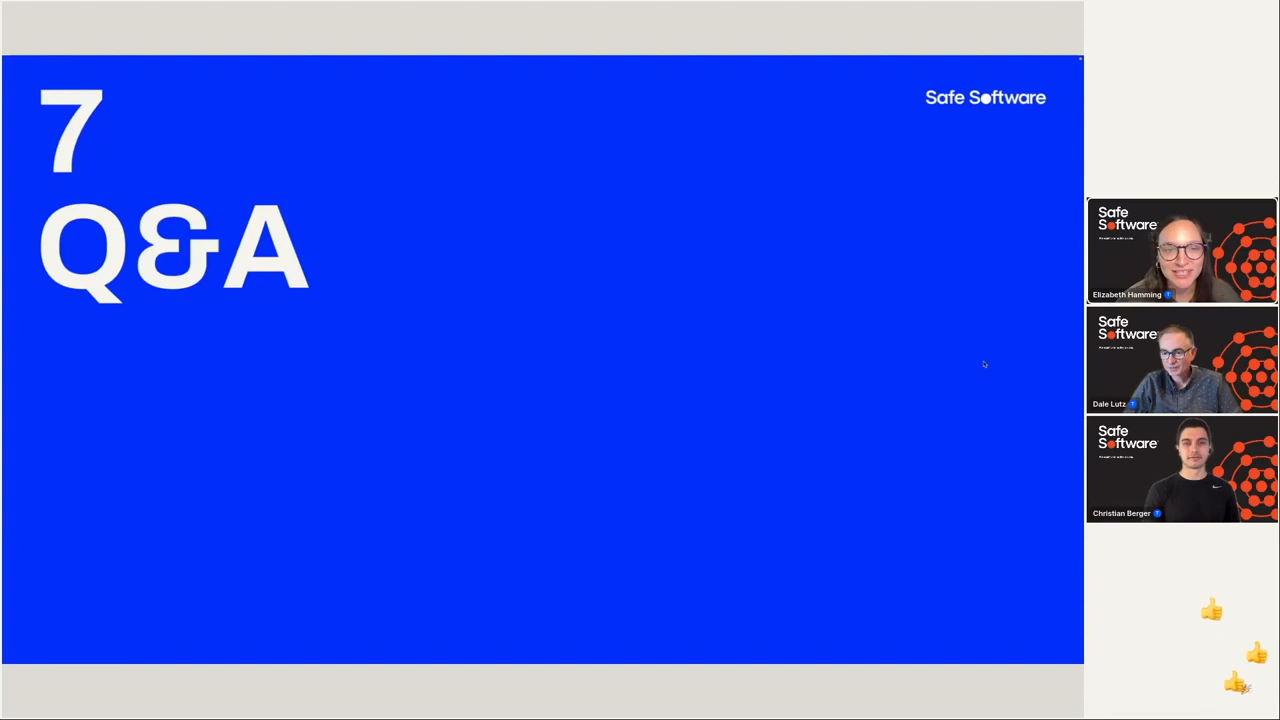 7
Q&A
Safe Software
Safe
Software
Elizabeth Hamming
Safe
Software
Dale Lutz
Safe
Software
Christian Berger